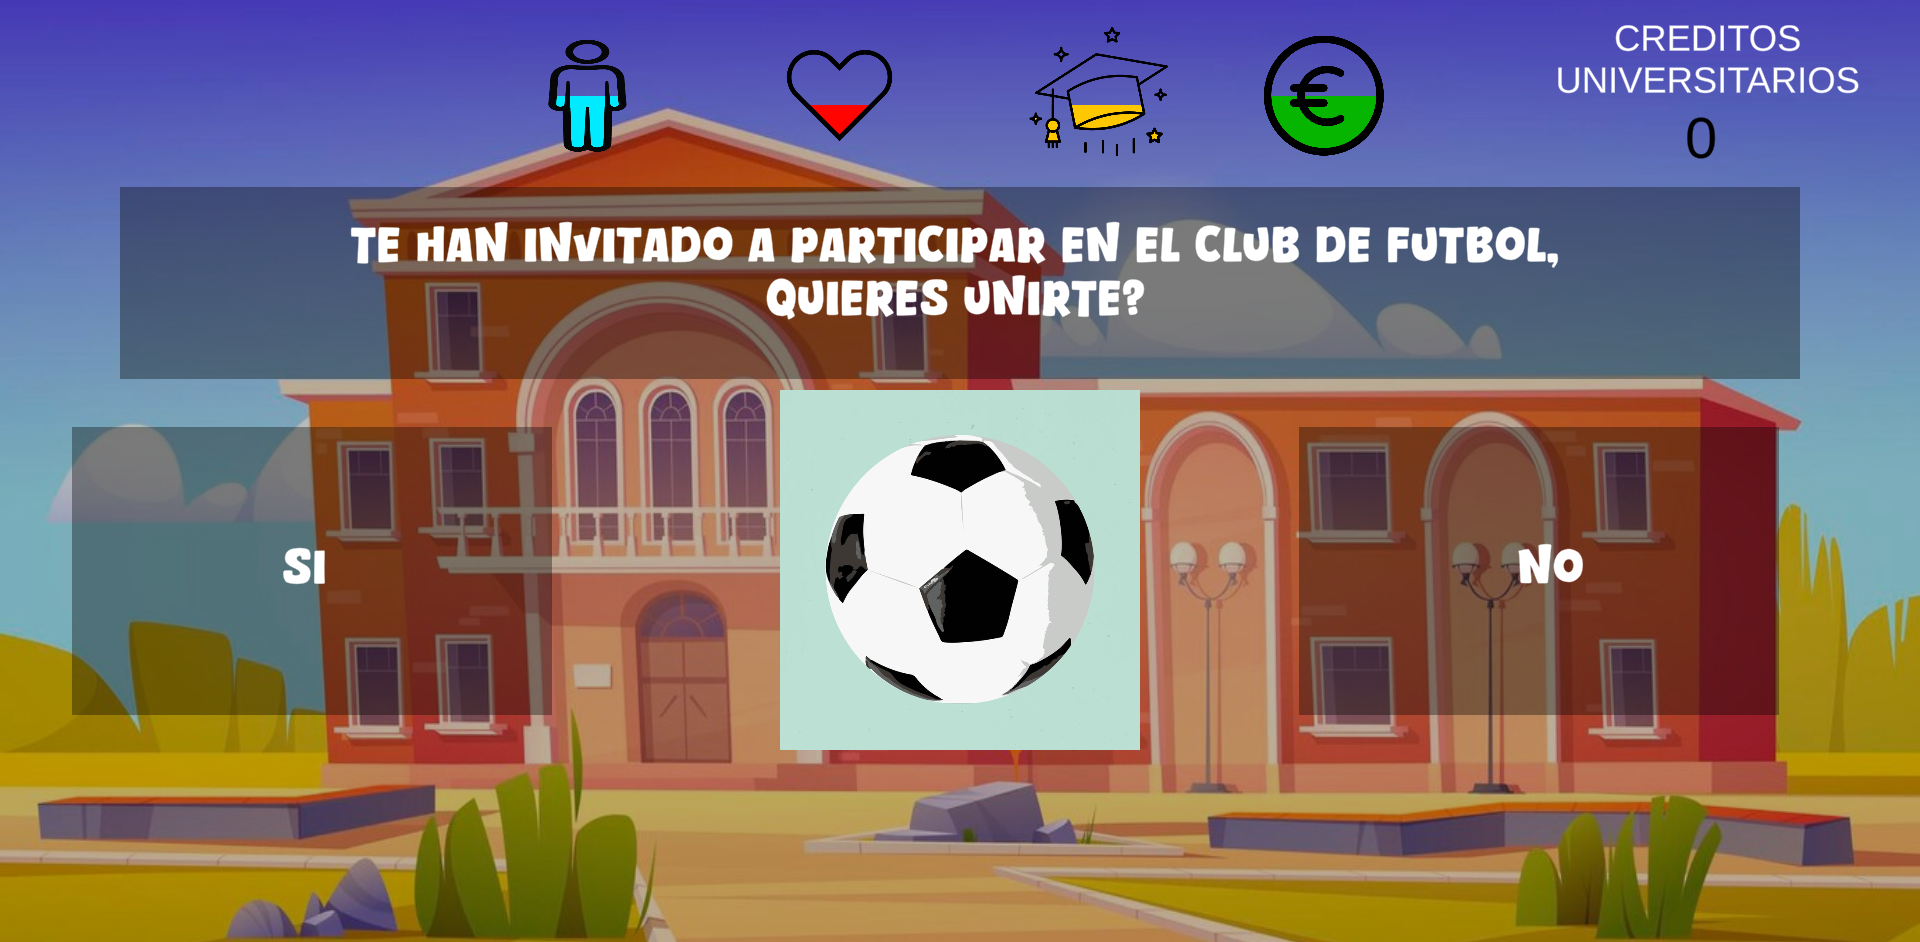 CREDITOS
UNIVERSITARIOS
0
€
TE HAN INVITADO A PARTICIPAR EN EL CLUB DE FUTBOL,
QUIERES UNIRTE?
SI
NO